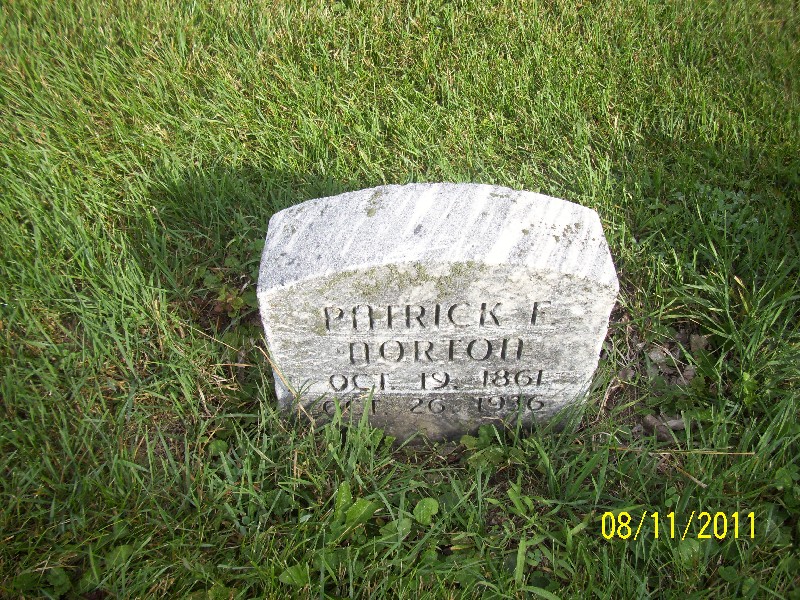 PATRICK F.
NORTON
OCT. 19. 1861
OCT 26 1936
08/11/2011